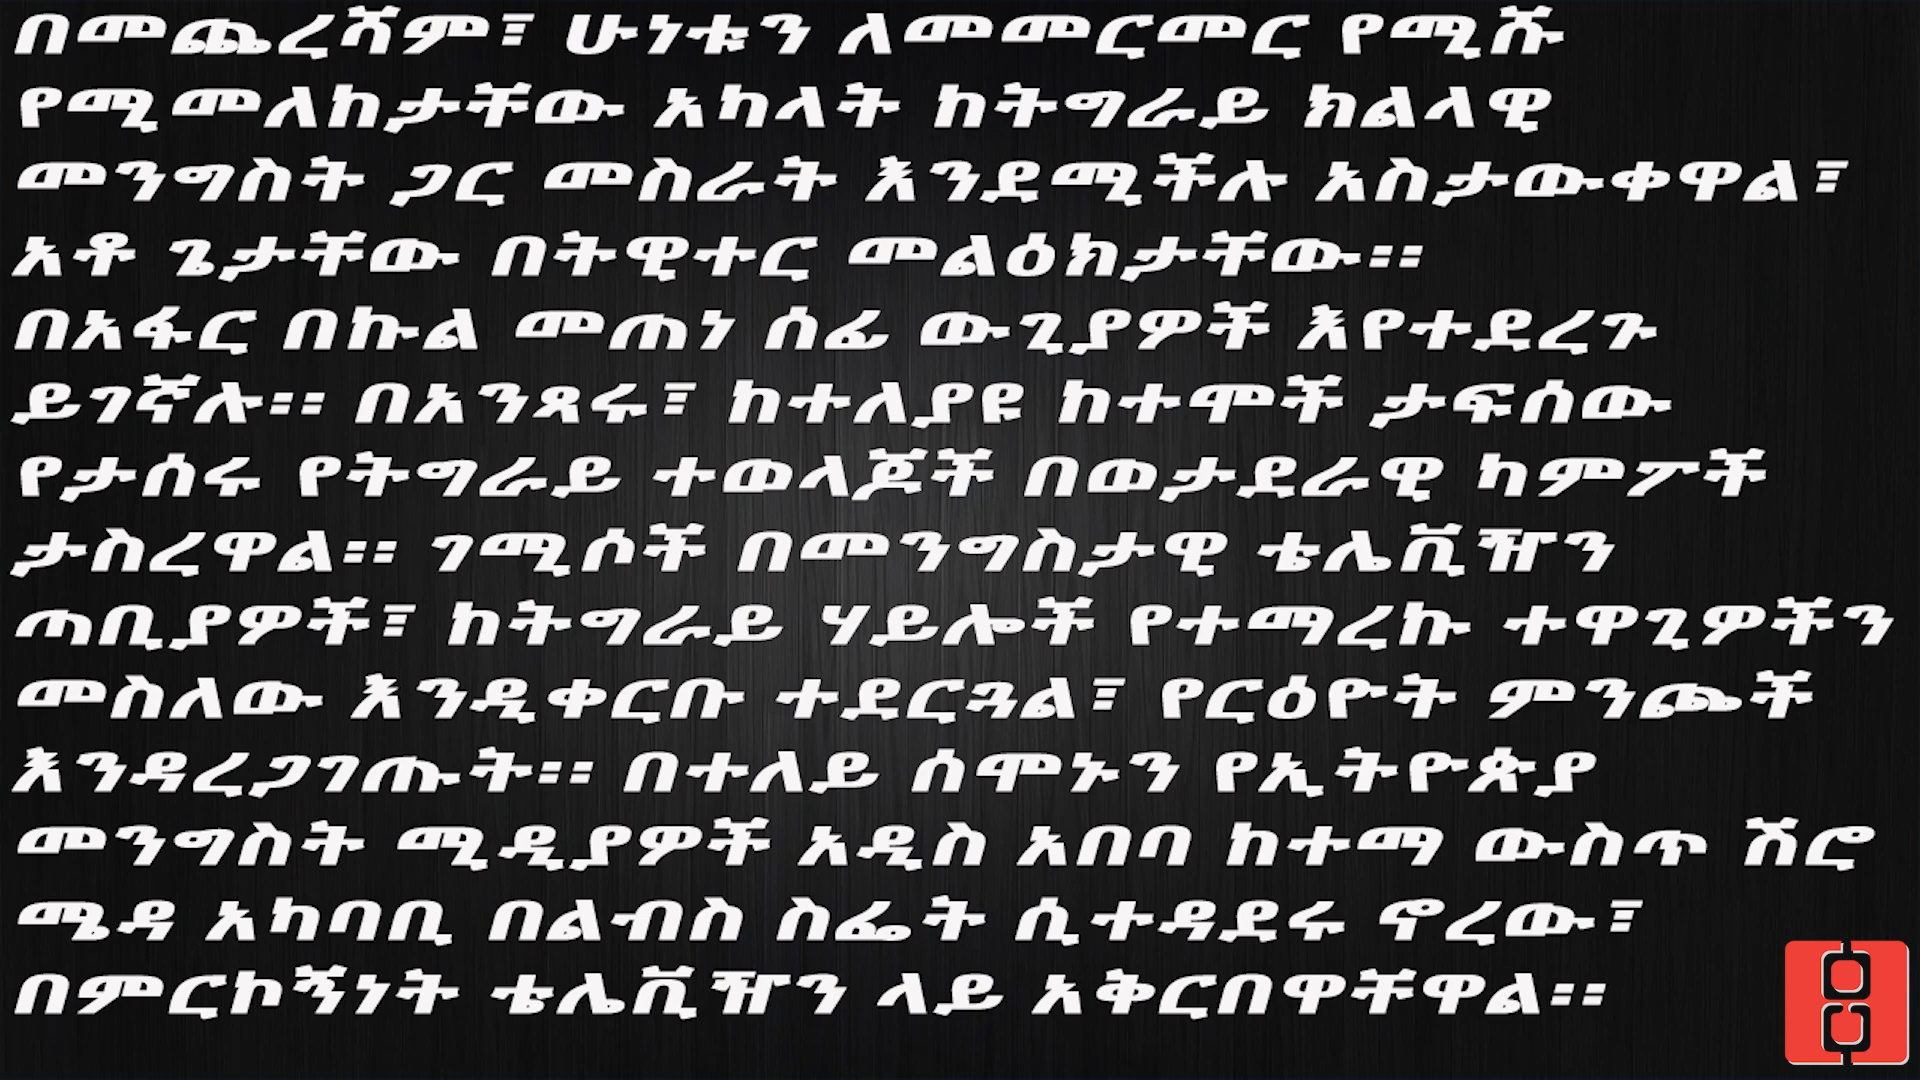 በመጨረሻም፣ ሁነቱን ለመመርመር የሚሹ
የሚመለከታቸው አካላት ከትግራይ ክልላዊ
መንግስት ጋር መስራት እንደሚችሉ አስታውቀዋል፣
አቶ ጌታቸው በትዊተር መልዕክታቸው።
በአፋር በኩል መጠነ ሰፊ ውጊያዎች እየተደረጉ
ይገኛሉ። በአንጻሩ፣ ከተለያዩ ከተሞች ታፍሰው
የታሰሩ የትግራይ ተወላጆች በወታደራዊ ካምፖች
ታስረዋል። ገሚሶች በመንግስታዊ ቴሌቪዥን
ጣቢያዎች፣ ከትግራይ ሃይሎች የተማረኩ ተዋጊዎችን
መስለው እንዲቀርቡ ተደርጓል፣ የርዕዮት ምንጮች
እንዳረጋገጡት። በተለይ ሰሞኑን የኢትዮጵያ
መንግስት ሚዲያዎች አዲስ አበባ ከተማ ውስጥ ሽሮ
ሜዳ አካባቢ በልብስ ስፌት ሲተዳደሩ ኖረው፣
በምርኮኝነት ቴሌቪዥን ላይ አቅርበዋቸዋል።